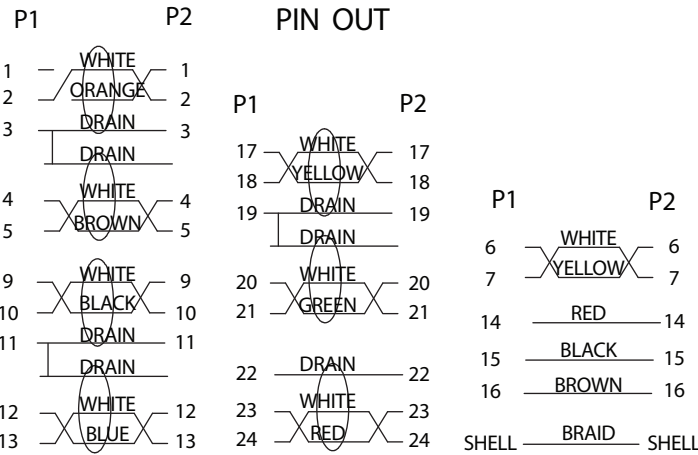 PIN OUT
P1 P2
1 WHITE 1
2 ORANGE 2
3 DRAIN 3
DRAIN
4 WHITE 4
5 BROWN 5
9 WHITE 9
10 BLACK 10
11 DRAIN 11
DRAIN
12 WHITE 12
13 BLUE 13
P1 P2
17 WHITE 17
18 YELLOW 18
19 DRAIN 19
DRAIN
20 WHITE 20
21 GREEN 21
22 DRAIN 22
23 WHITE 23
24 RED 24
P1 P2
6 WHITE 6
7 YELLOW 7
14 RED 14
15 BLACK 15
16 BROWN 16
SHELL BRAID SHELL